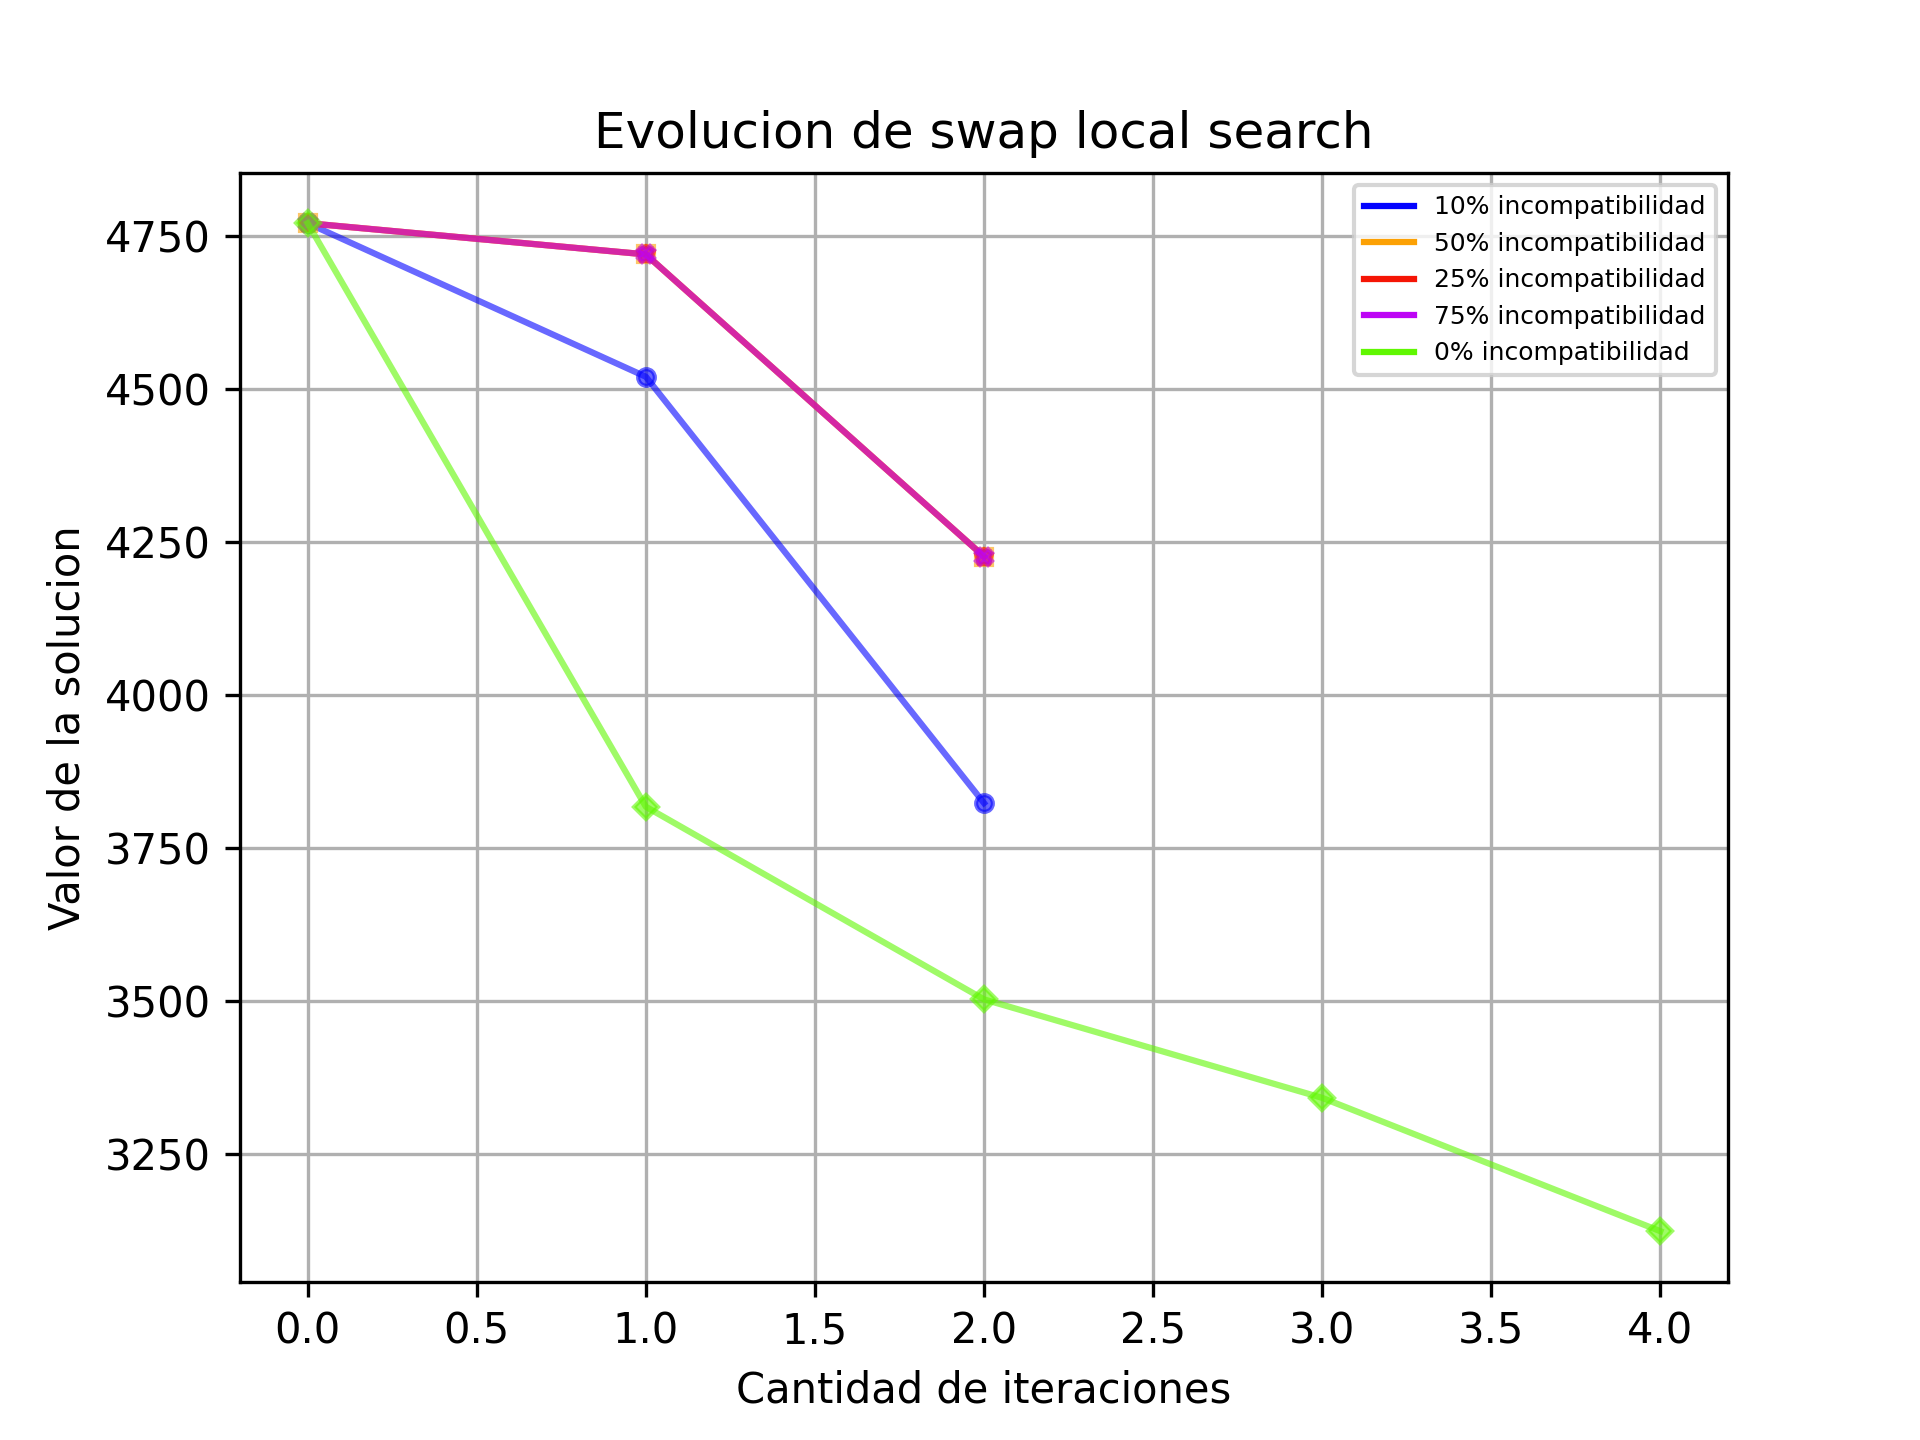 Evolucion de swap local search
10% incompatibilidad
50% incompatibilidad
25% incompatibilidad
75% incompatibilidad
0% incompatibilidad
4750
4500
4250
4000
3750
3500
3250
Valor de la solucion
0.0 0.5 1.0 1.5 2.0 2.5 3.0 3.5 4.0
Cantidad de iteraciones